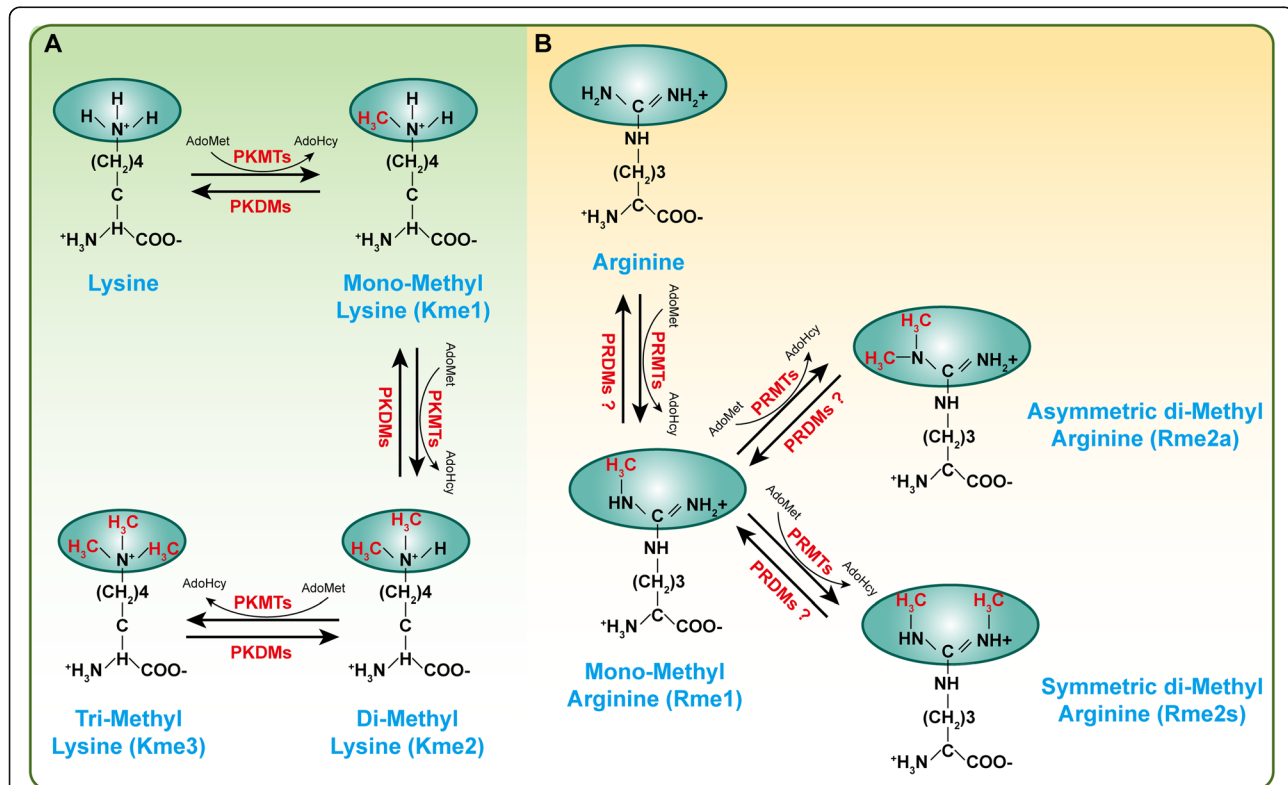 A
H
H N+ H
(CH2)4
C
+H3N H COO-
Lysine
AdoMet AdoHcy
PKMTs
PKDMs
H
H3C N+ H
(CH2)4
C
+H3N H COO-
Mono-Methyl
Lysine (Kme1)
PKDMs
PKMTs
AdoMet
AdoHcy
H3C
H3C N+ H
(CH2)4
C
+H3N H COO-
Di-Methyl
Lysine (Kme2)
AdoHcy AdoMet
PKMTs
PKDMs
H3C
H3C N+ H3C
(CH2)4
C
+H3N H COO-
Tri-Methyl
Lysine (Kme3)
B
H2N C NH2+
NH
(CH2)3
+H3N C COO-
Arginine
PRDMs ?
PRMTs
AdoMet
AdoHcy
H3C
HN C NH2+
NH
(CH2)3
+H3N C COO-
Mono-Methyl
Arginine (Rme1)
AdoMet
PRMTs
AdoHcy
PRDMs ?
H3C
H3C N C NH2+
NH
(CH2)3
+H3N C COO-
Asymmetric di-Methyl
Arginine (Rme2a)
AdoMet
PRMTs
AdoHcy
PRDMs ?
H3C H3C
HN C NH+
NH
(CH2)3
+H3N C COO-
Symmetric di-Methyl
Arginine (Rme2s)